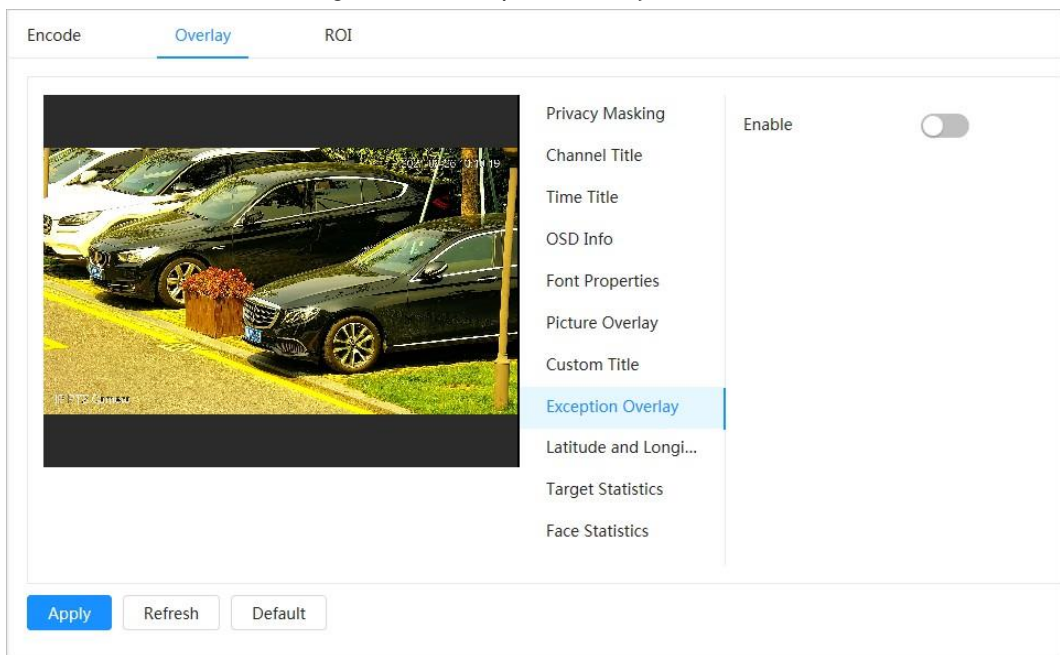 Encode Overlay ROI
Privacy Masking
Channel Title
Time Title
OSD Info
Font Properties
Picture Overlay
Custom Title
Exception Overlay
Latitude and Longi...
Target Statistics
Face Statistics
Enable
Apply Refresh Default